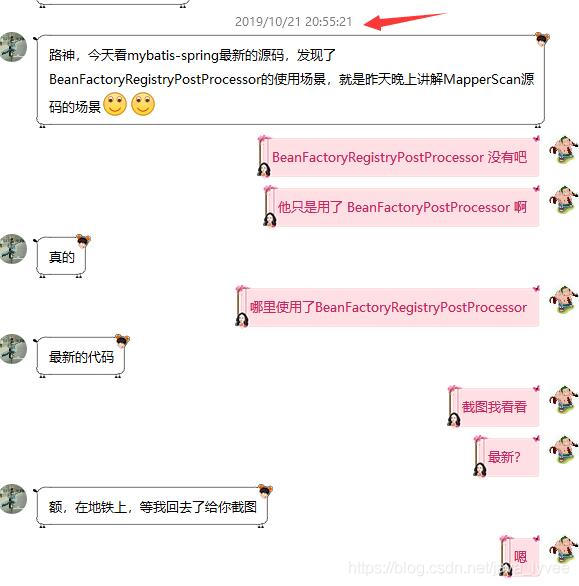 2019/10/21 20:55:21
路神，今天看mybatis-spring最新的源码，发现了
BeanFactoryRegistryPostProcessor的使用场景，就是昨天晚上讲解MapperScan源
码的场景
BeanFactoryRegistryPostProcessor 没有吧
他只是用了 BeanFactoryPostProcessor 啊
真的
哪里使用了BeanFactoryRegistryPostProcessor
最新的代码
截图我看看
最新？
额，在地铁上，等我回去了给你截图
嗯
https://blog.csdn.net/java_lyvee